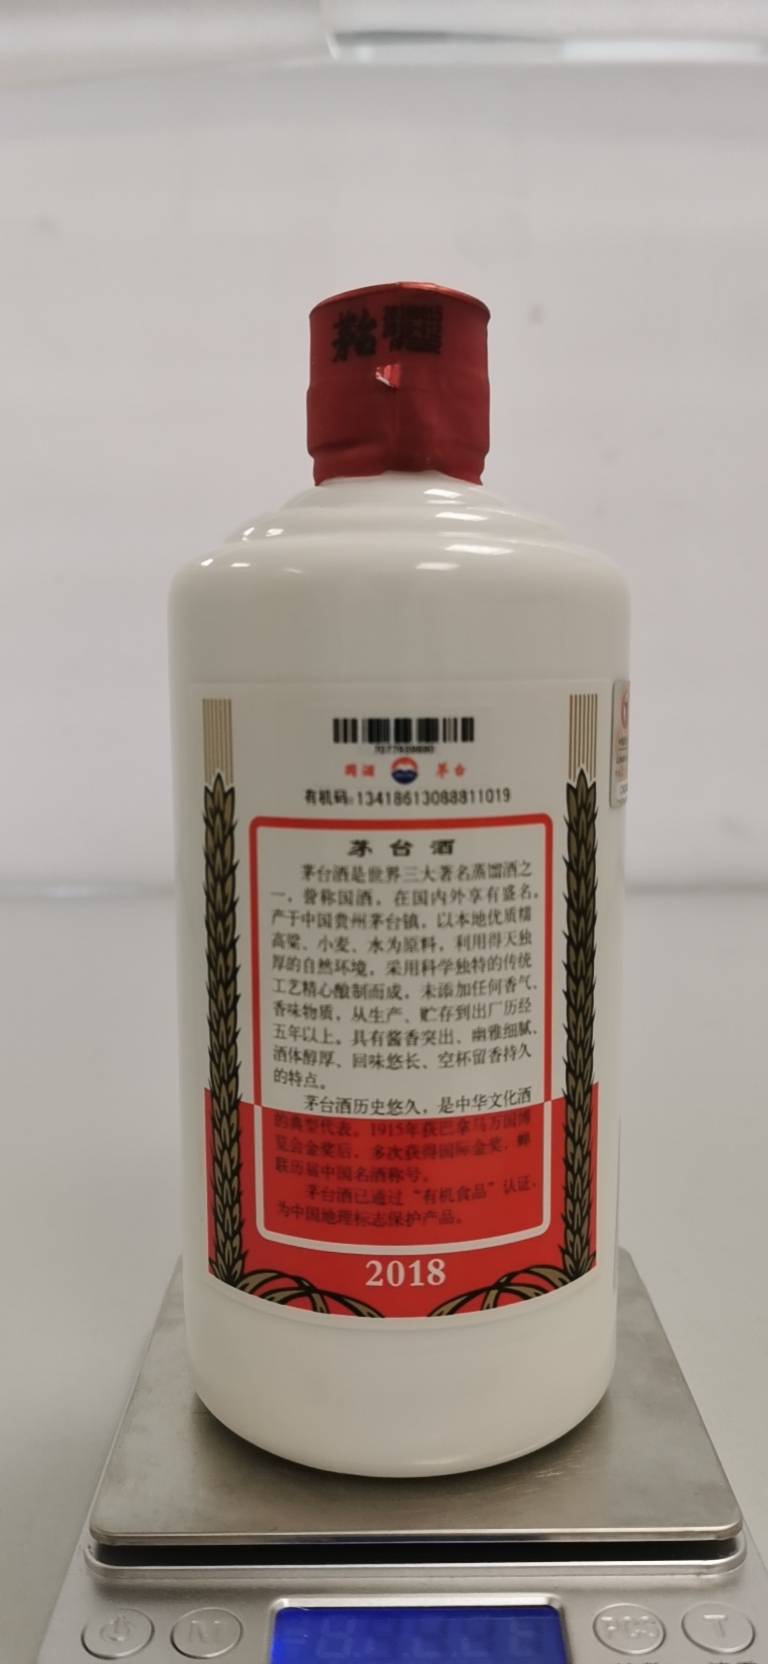 国酒 茅台
有机码:13418613088811019
茅台酒
茅台酒是世界三大著名蒸馏酒之
一，誉称国酒，在国内外享有盛名。
产于中国贵州茅台镇，以本地优质糯
高粱、小麦、水为原料，利用得天独
厚的自然环境，采用科学独特的传统
工艺精心酿制而成，未添加任何香气、
香味物质，从生产、贮存到出厂历经
五年以上。具有酱香突出、幽雅细腻、
酒体醇厚、回味悠长、空杯留香持久
的特点。
茅台酒历史悠久，是中华文化酒
的典型代表。1915年获巴拿马万国博
览会金奖后，多次获得国际金奖，蝉
联历届中国名酒称号。
茅台酒已通过“有机食品”认证，
为中国地理标志保护产品。
2018
M
PCS
T